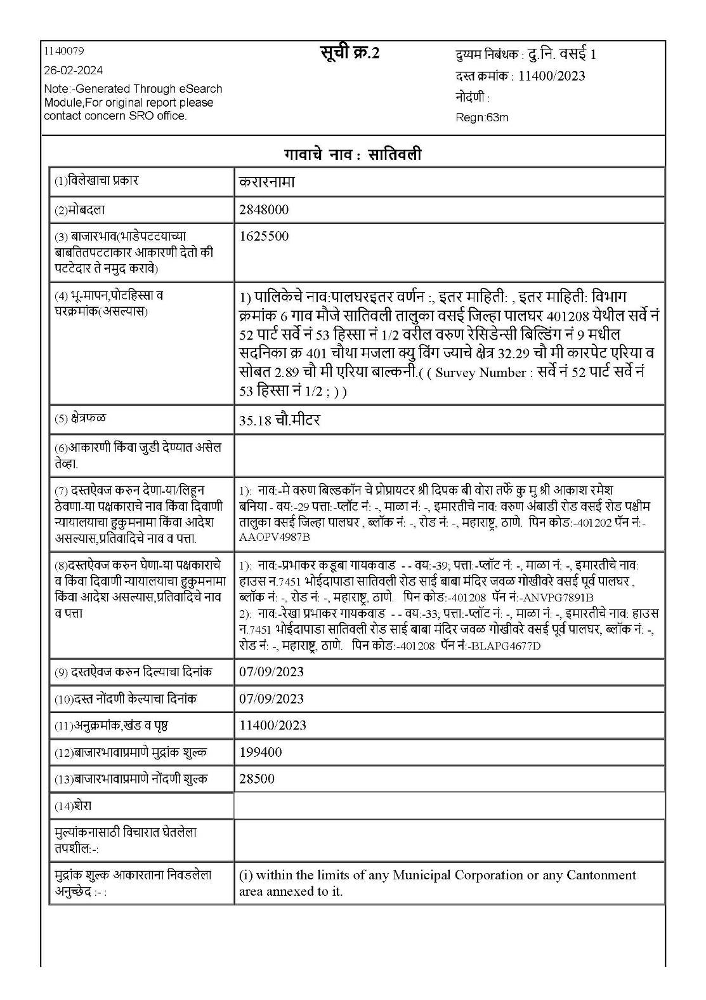 1140079
26-02-2024
Note:-Generated Through eSearch
Module,For original report please
contact concern SRO office.
सूची क्र.2
दुय्यम निबंधक : दु.नि. वसई 1
दस्त क्रमांक : 11400/2023
नोदंणी :
Regn:63m
गावाचे नाव : सातिवली
(1)विलेखाचा प्रकार
करारनामा
(2)मोबदला
2848000
(3) बाजारभाव(भाडेपटटयाच्या
बाबतितपटटाकार आकारणी देतो की
पटटेदार ते नमुद करावे)
1625500
(4) भू-मापन,पोटहिस्सा व
घरक्रमांक(असल्यास)
1) पालिकेचे नाव:पालघरइतर वर्णन :, इतर माहिती: , इतर माहिती: विभाग
क्रमांक 6 गाव मौजे सातिवली तालुका वसई जिल्हा पालघर 401208 येथील सर्वे नं
52 पार्ट सर्वे नं 53 हिस्सा नं 1/2 वरील वरुण रेसिडेन्सी बिल्डिंग नं 9 मधील
सदनिका क्र 401 चौथा मजला क्यु विंग ज्याचे क्षेत्र 32.29 चौ मी कारपेट एरिया व
सोबत 2.89 चौ मी एरिया बाल्कनी.( ( Survey Number : सर्वे नं 52 पार्ट सर्वे नं
53 हिस्सा नं 1/2 ; ) )
(5) क्षेत्रफळ
35.18 चौ.मीटर
(6)आकारणी किंवा जुडी देण्यात असेल
तेव्हा.
(7) दस्तऐवज करुन देणा-या/लिहून
ठेवणा-या पक्षकाराचे नाव किंवा दिवाणी
न्यायालयाचा हुकुमनामा किंवा आदेश
असल्यास,प्रतिवादिचे नाव व पत्ता.
1):  नाव:-मे वरुण बिल्डकॉन चे प्रोप्रायटर श्री दिपक बी वोरा तर्फे कु मु श्री आकाश रमेश
बनिया - वय:-29 पत्ता:-प्लॉट नं: -, माळा नं: -, इमारतीचे नाव: वरुण अंबाडी रोड वसई रोड पश्चीम
तालुका वसई जिल्हा पालघर , ब्लॉक नं: -, रोड नं: -, महाराष्ट्र, ठाणे.  पिन कोड:-401202 पॅन नं:-
AAOPV4987B
(8)दस्तऐवज करुन घेणा-या पक्षकाराचे
व किंवा दिवाणी न्यायालयाचा हुकुमनामा
किंवा आदेश असल्यास,प्रतिवादिचे नाव
व पत्ता
1):  नाव:-प्रभाकर कडूबा गायकवाड  - - वय:-39; पत्ता:-प्लॉट नं: -, माळा नं: -, इमारतीचे नाव:
हाउस न.7451 भोईदापाडा सातिवली रोड साई बाबा मंदिर जवळ गोखीवरे वसई पूर्व पालघर ,
ब्लॉक नं: -, रोड नं: -, महाराष्ट्र, ठाणे.  पिन कोड:-401208  पॅन नं:-ANVPG7891B
2):  नाव:-रेखा प्रभाकर गायकवाड  - - वय:-33; पत्ता:-प्लॉट नं: -, माळा नं: -, इमारतीचे नाव: हाउस
न.7451 भोईदापाडा सातिवली रोड साई बाबा मंदिर जवळ गोखीवरे वसई पूर्व पालघर, ब्लॉक नं: -,
रोड नं: -, महाराष्ट्र, ठाणे.  पिन कोड:-401208  पॅन नं:-BLAPG4677D
(9) दस्तऐवज करुन दिल्याचा दिनांक
07/09/2023
(10)दस्त नोंदणी केल्याचा दिनांक
07/09/2023
(11)अनुक्रमांक,खंड व पृष्ठ
11400/2023
(12)बाजारभावाप्रमाणे मुद्रांक शुल्क
199400
(13)बाजारभावाप्रमाणे नोंदणी शुल्क
28500
(14)शेरा
मुल्यांकनासाठी विचारात घेतलेला
तपशील:-:
मुद्रांक शुल्क आकारताना निवडलेला
अनुच्छेद :- :
(i) within the limits of any Municipal Corporation or any Cantonment
area annexed to it.